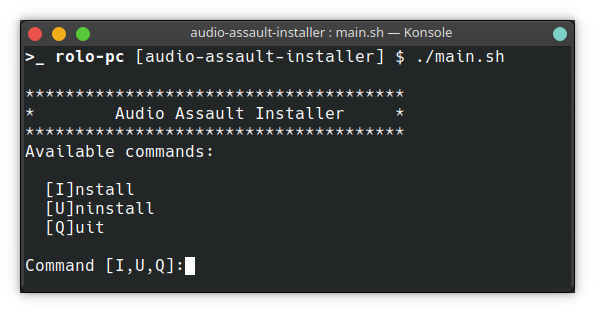 audio-assault-installer : main.sh — Konsole
>_ rolo-pc [audio-assault-installer] $ ./main.sh
**************************************
*        Audio Assault Installer     *
**************************************
Available commands:
[I]nstall
[U]ninstall
[Q]uit
Command [I,U,Q]: